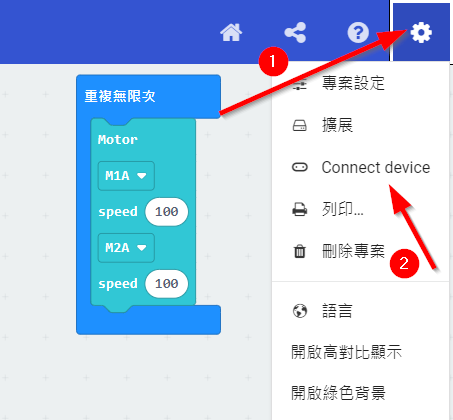 1
專案設定
擴展
Connect device
列印...
刪除專案
2
語言
開啟高對比顯示
開啟綠色背景
重複無限次
Motor
M1A
speed 100
M2A
speed 100